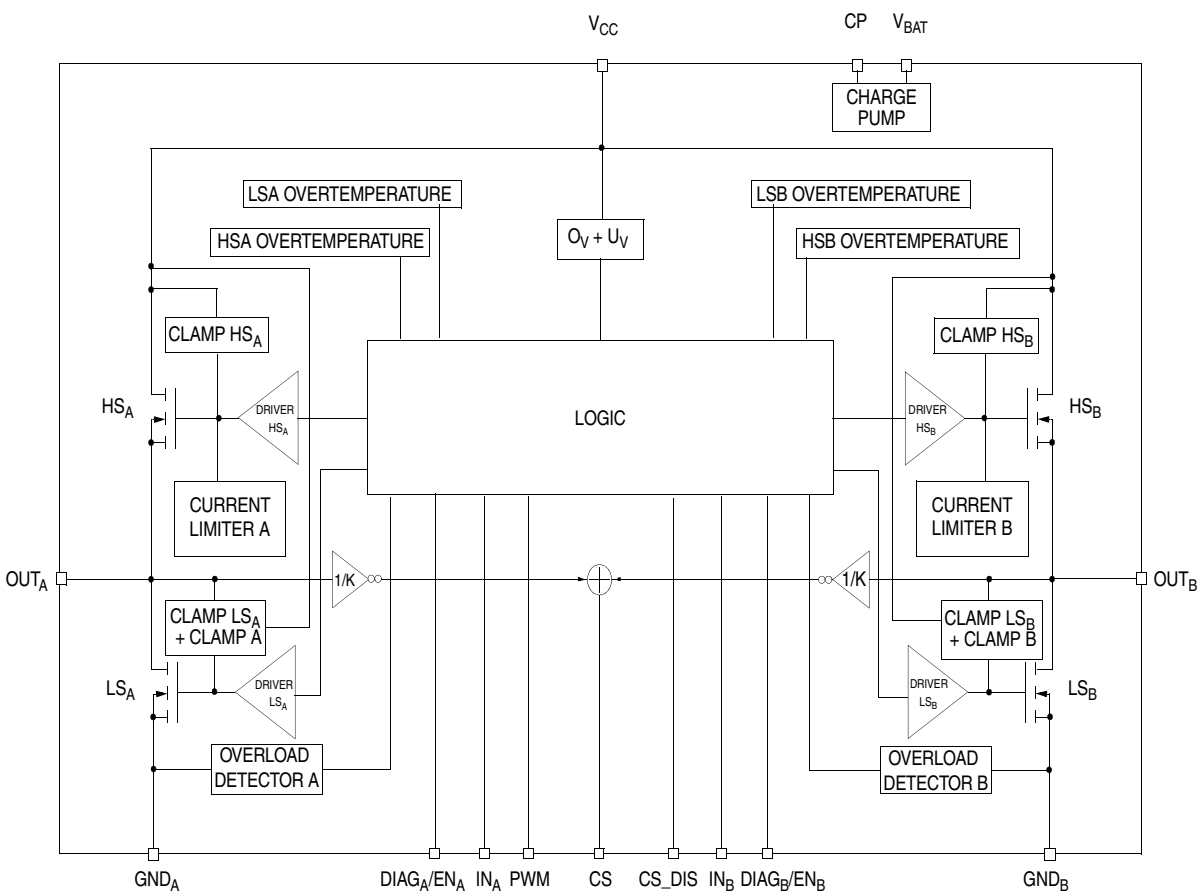 V_CC
CP
V_BAT
CHARGE
PUMP
LSA OVERTEMPERATURE
LSB OVERTEMPERATURE
HSA OVERTEMPERATURE
O_V + U_V
HSB OVERTEMPERATURE
CLAMP HS_A
CLAMP HS_B
HS_A
DRIVER
HS_A
LOGIC
DRIVER
HS_B
HS_B
CURRENT
LIMITER A
CURRENT
LIMITER B
OUT_A
1/K
1/K
OUT_B
CLAMP LS_A
+ CLAMP A
CLAMP LS_B
+ CLAMP B
LS_A
DRIVER
LS_A
DRIVER
LS_B
LS_B
OVERLOAD
DETECTOR A
OVERLOAD
DETECTOR B
GND_A
DIAG_A/EN_A
IN_A
PWM
CS
CS_DIS
IN_B
DIAG_B/EN_B
GND_B